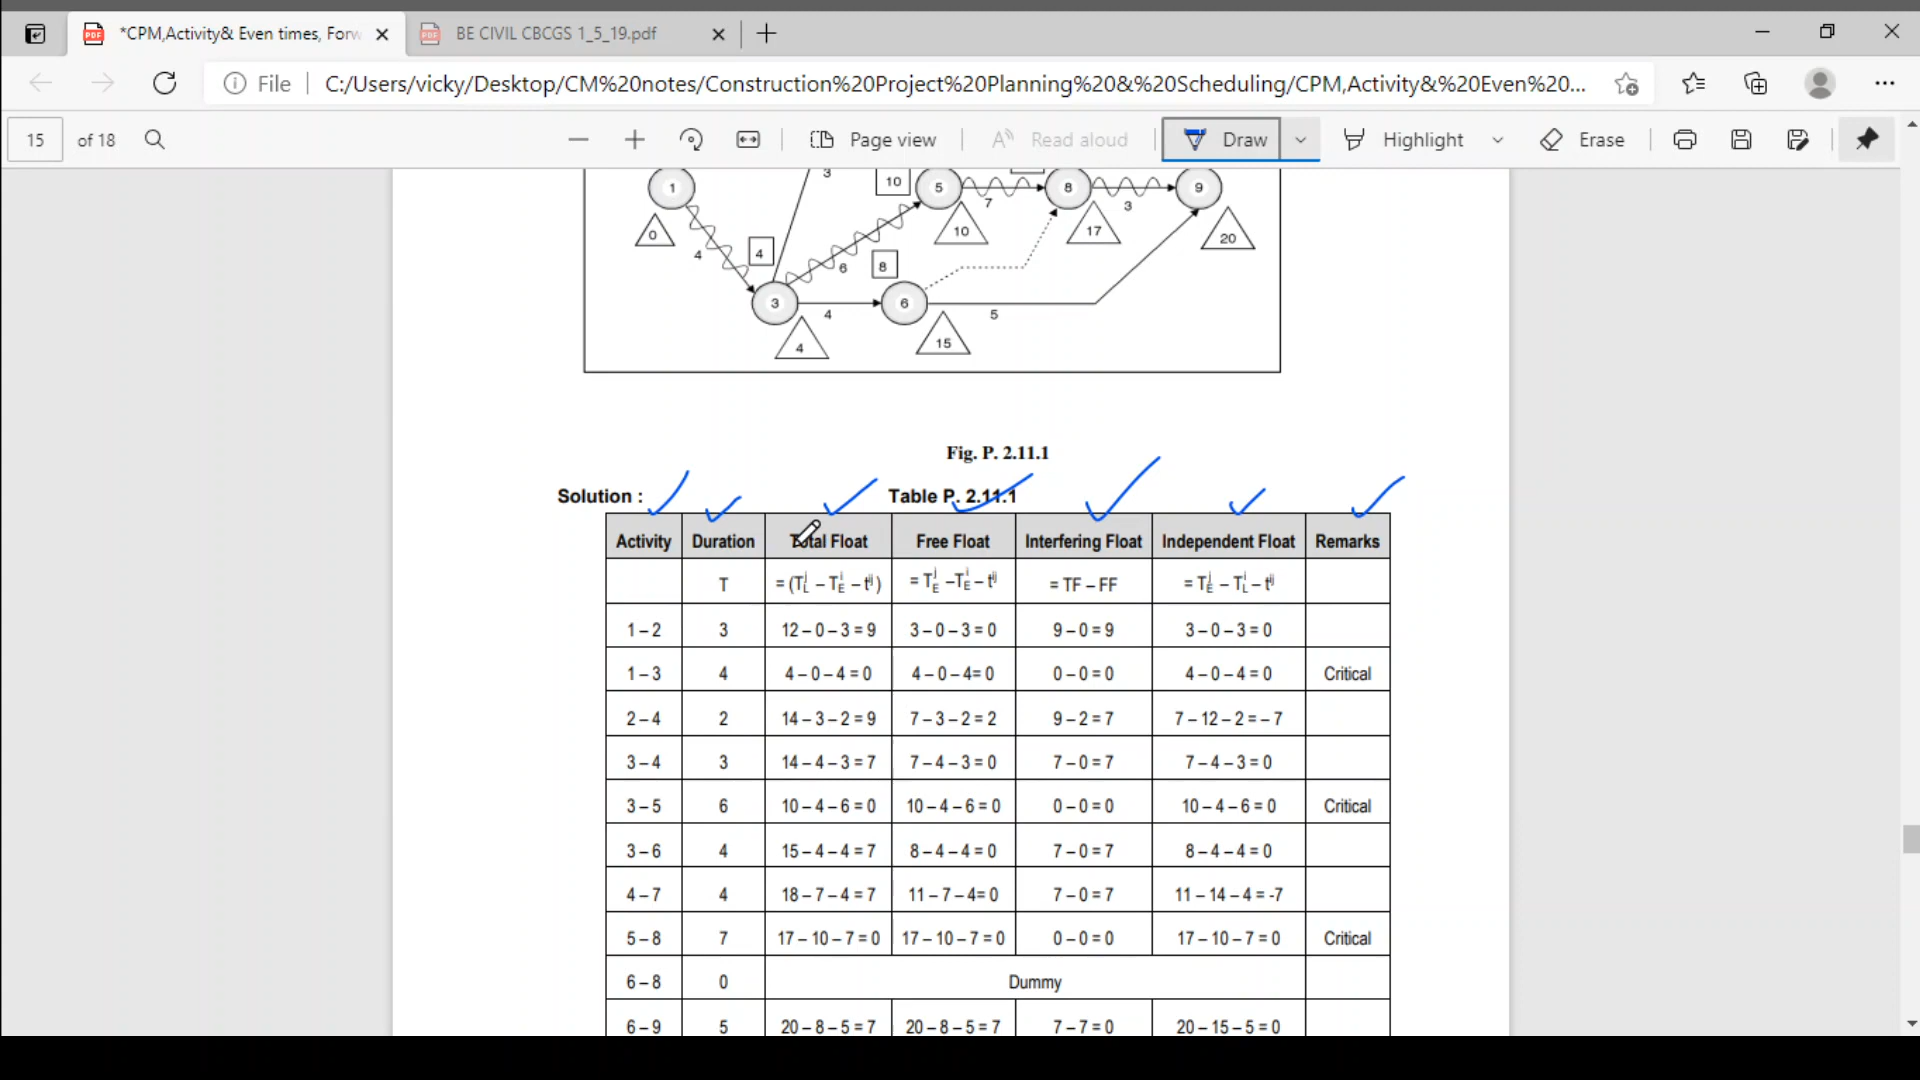 *CPM,Activity& Even times, Forw
BE CIVIL CBCGS 1_5_19.pdf
File
C:/Users/vicky/Desktop/CM%20notes/Construction%20Project%20Planning%20&%20Scheduling/CPM,Activity&%20Even%20...
15 of 18
Page view
Read aloud
Draw
Highlight
Erase
1 3 10 5 7 8 3 9
0 4 4 6 8 10 17 20
3 4 6 5
4 15
Fig. P. 2.11.1
Solution : Table P. 2.11.1
Activity Duration Total Float Free Float Interfering Float Independent Float Remarks
T = (T_L^j – T_E^i – t^ij) = T_E^j – T_E^i – t^ij = TF – FF = T_E^j – T_L^i – t^ij
1 – 2 3 12 – 0 – 3 = 9 3 – 0 – 3 = 0 9 – 0 = 9 3 – 0 – 3 = 0
1 – 3 4 4 – 0 – 4 = 0 4 – 0 – 4= 0 0 – 0 = 0 4 – 0 – 4 = 0 Critical
2 – 4 2 14 – 3 – 2 = 9 7 – 3 – 2 = 2 9 – 2 = 7 7 – 12 – 2 = – 7
3 – 4 3 14 – 4 – 3 = 7 7 – 4 – 3 = 0 7 – 0 = 7 7 – 4 – 3 = 0
3 – 5 6 10 – 4 – 6 = 0 10 – 4 – 6 = 0 0 – 0 = 0 10 – 4 – 6 = 0 Critical
3 – 6 4 15 – 4 – 4 = 7 8 – 4 – 4 = 0 7 – 0 = 7 8 – 4 – 4 = 0
4 – 7 4 18 – 7 – 4 = 7 11 – 7 – 4= 0 7 – 0 = 7 11 – 14 – 4 = -7
5 – 8 7 17 – 10 – 7 = 0 17 – 10 – 7 = 0 0 – 0 = 0 17 – 10 – 7 = 0 Critical
6 – 8 0 Dummy
6 – 9 5 20 – 8 – 5 = 7 20 – 8 – 5 = 7 7 – 7 = 0 20 – 15 – 5 = 0